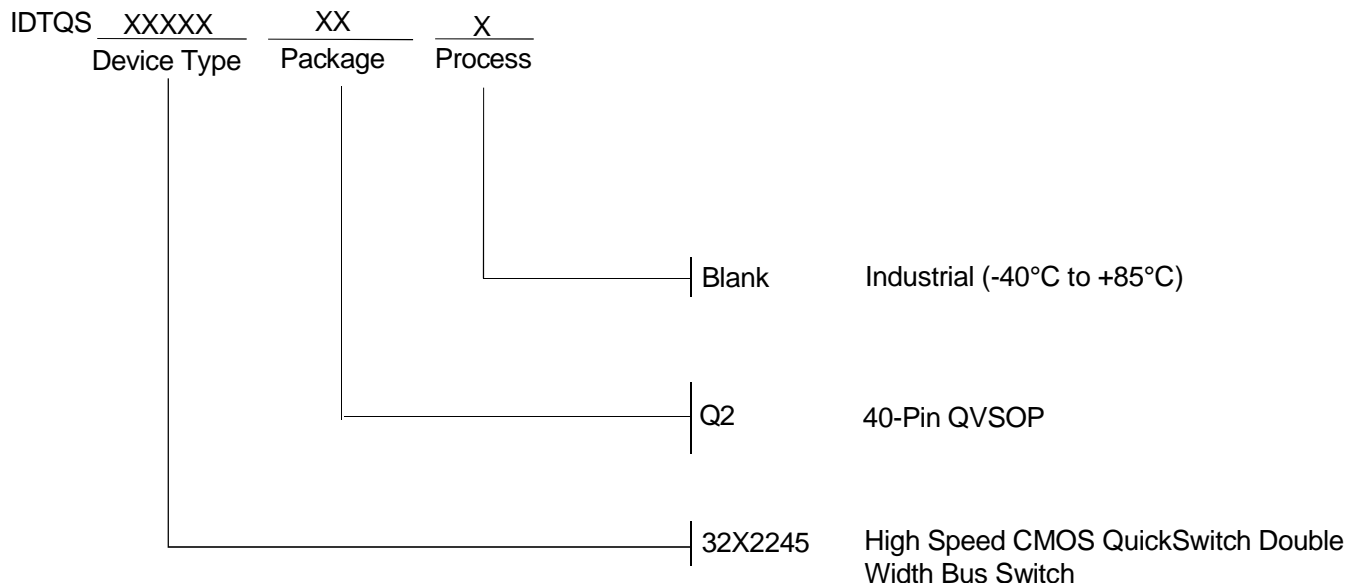 IDTQS XXXXX XX X
Device Type Package Process
Blank Industrial (-40°C to +85°C)
Q2 40-Pin QVSOP
32X2245 High Speed CMOS QuickSwitch Double
Width Bus Switch